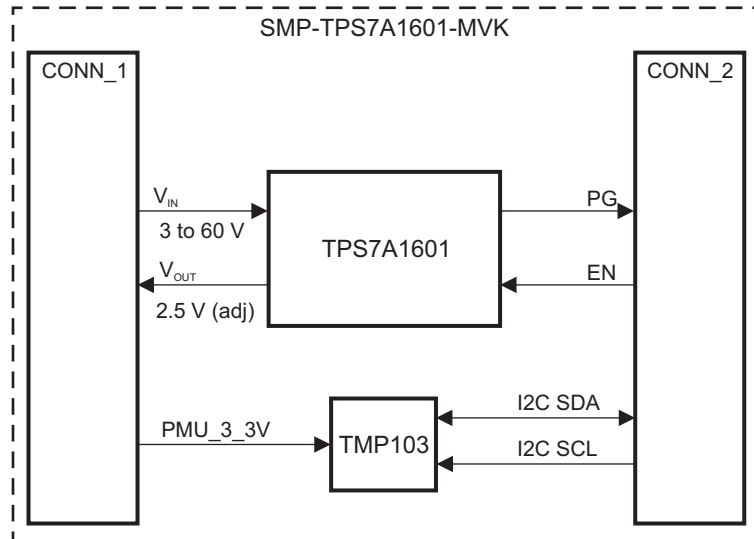 SMP-TPS7A1601-MVK
CONN_1
CONN_2
VIN
3 to 60 V
VOUT
2.5 V (adj)
TPS7A1601
PG
EN
PMU_3_3V
TMP103
I2C SDA
I2C SCL